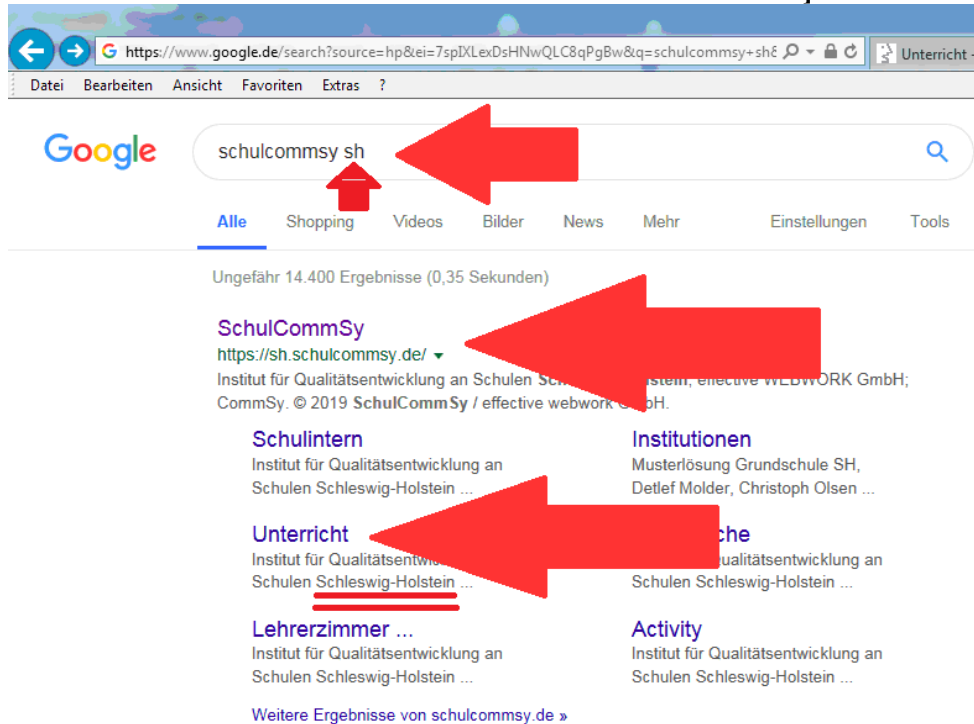 https://www.google.de/search?source=hp&ei=7spIXLexDsHNwQLC8qPgBw&q=schulcommsy+sh& Unterricht -
Datei Bearbeiten Ansicht Favoriten Extras ?
Google schulcommsy sh
Alle Shopping Videos Bilder News Mehr Einstellungen Tools
Ungefähr 14.400 Ergebnisse (0,35 Sekunden)
SchulCommSy
https://sh.schulcommsy.de/
Institut für Qualitätsentwicklung an Schulen effective WEBWORK GmbH;
CommSy. © 2019 SchulCommSy / effective webwork
Schulintern
Institut für Qualitätsentwicklung an
Schulen Schleswig-Holstein ...
Institutionen
Musterlösung Grundschule SH,
Detlef Molder, Christoph Olsen ...
Unterricht
Institut für
Schulen Schleswig-Holstein ...
an
Schulen Schleswig-Holstein ...
Lehrerzimmer ...
Institut für Qualitätsentwicklung an
Schulen Schleswig-Holstein ...
Activity
Institut für Qualitätsentwicklung an
Schulen Schleswig-Holstein ...
Weitere Ergebnisse von schulcommsy.de »